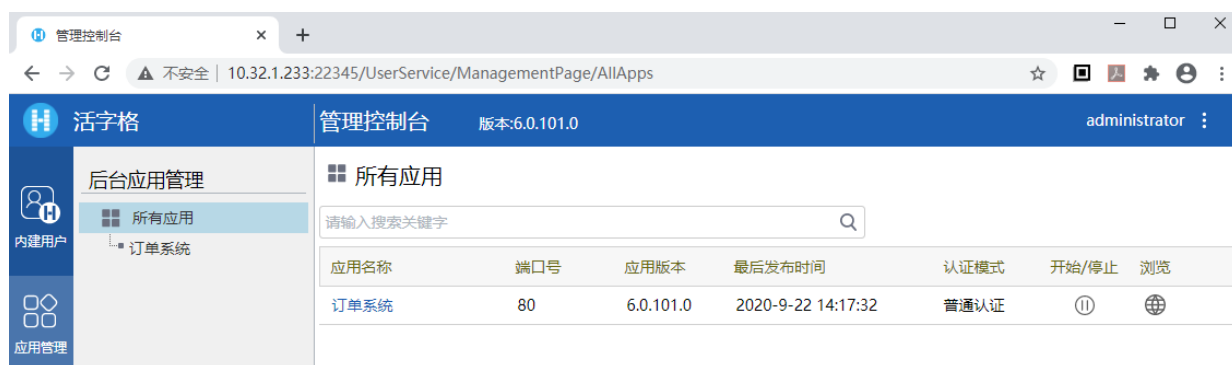 管理控制台
不安全 | 10.32.1.233:22345/UserService/ManagementPage/AllApps
活字格
管理控制台 版本:6.0.101.0 administrator
内建用户
应用管理
后台应用管理
所有应用
订单系统
所有应用
请输入搜索关键字
应用名称 端口号 应用版本 最后发布时间 认证模式 开始/停止 浏览
订单系统 80 6.0.101.0 2020-9-22 14:17:32 普通认证